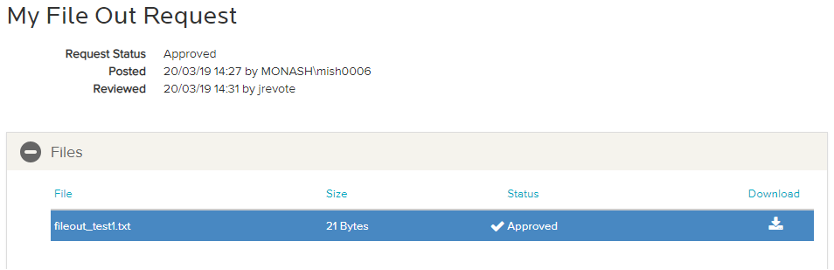 My File Out Request
Request Status Approved
Posted 20/03/19 14:27 by MONASH\mish0006
Reviewed 20/03/19 14:31 by jrevote
Files
File Size Status Download
fileout_test1.txt 21 Bytes Approved